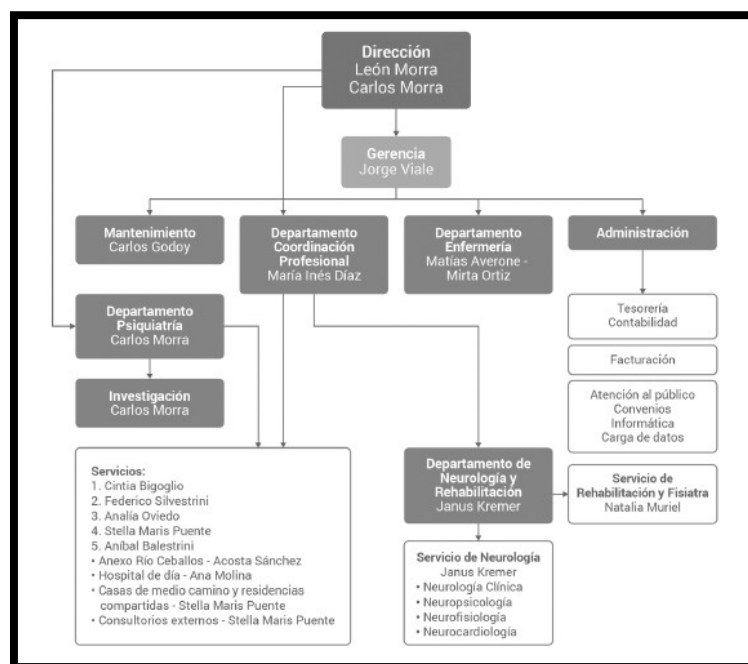 Dirección
León Morra
Carlos Morra
Gerencia
Jorge Viale
Mantenimiento
Carlos Godoy
Departamento
Coordinación
Profesional
María Inés Díaz
Departamento
Enfermería
Matías Averone -
Mirta Ortiz
Administración
Tesorería
Contabilidad
Facturación
Atención al público
Convenios
Informática
Carga de datos
Departamento
Psiquiatría
Carlos Morra
Investigación
Carlos Morra
Servicios:
1. Cintia Bigoglio
2. Federico Silvestrini
3. Analía Oviedo
4. Stella Maris Puente
5. Aníbal Balestrini
• Anexo Río Ceballos - Acosta Sánchez
• Hospital de día - Ana Molina
• Casas de medio camino y residencias
compartidas - Stella Maris Puente
• Consultorios externos - Stella Maris Puente
Departamento de
Neurología y
Rehabilitación
Janus Kremer
Servicio de
Rehabilitación y Fisiatra
Natalia Muriel
Servicio de Neurología
Janus Kremer
• Neurología Clínica
• Neuropsicología
• Neurofisiología
• Neurocardiología